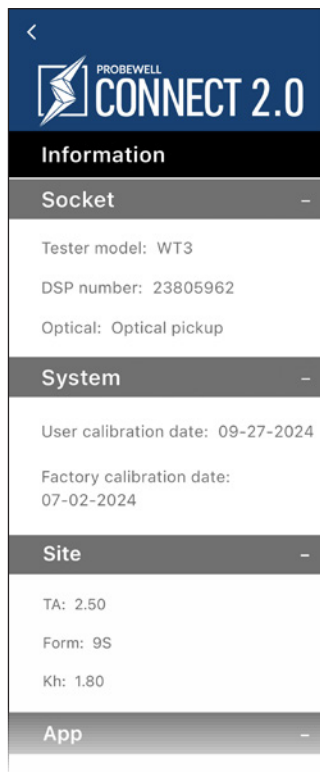 PROBEWELL
CONNECT 2.0
Information
Socket –
Tester model: WT3
DSP number: 23805962
Optical: Optical pickup
System –
User calibration date: 09-27-2024
Factory calibration date:
07-02-2024
Site –
TA: 2.50
Form: 9S
Kh: 1.80
App –